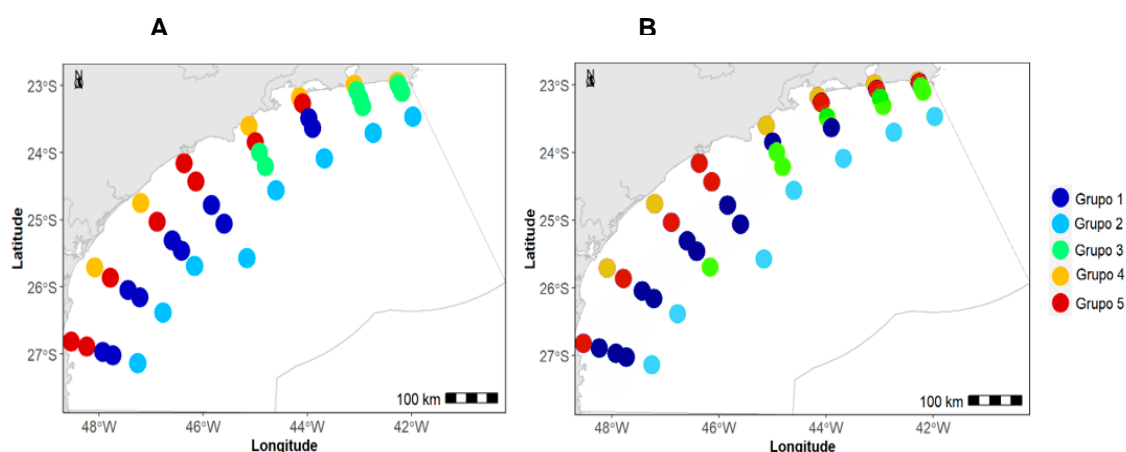 A
B
N
N
23°S
24°S
25°S
26°S
27°S
Latitude
100 km
48°W
46°W
44°W
42°W
Longitude
23°S
24°S
25°S
26°S
27°S
Latitude
100 km
48°W
46°W
44°W
42°W
Longitude
Grupo 1
Grupo 2
Grupo 3
Grupo 4
Grupo 5